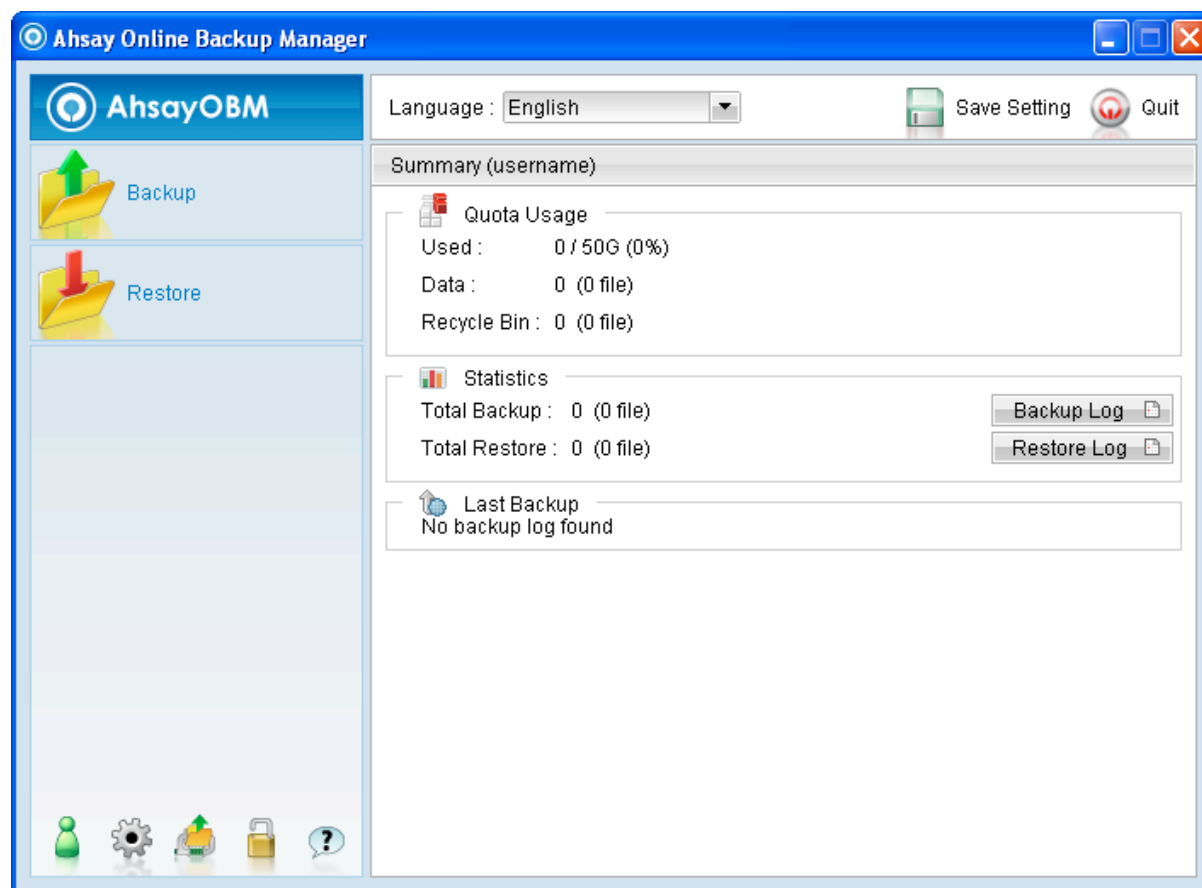 Ahsay Online Backup Manager
AhsayOBM
Language : English
Save Setting
Quit
Backup
Restore
Summary (username)
Quota Usage
Used : 0 / 50G (0%)
Data : 0 (0 file)
Recycle Bin : 0 (0 file)
Statistics
Total Backup : 0 (0 file)
Backup Log
Total Restore : 0 (0 file)
Restore Log
Last Backup
No backup log found
?